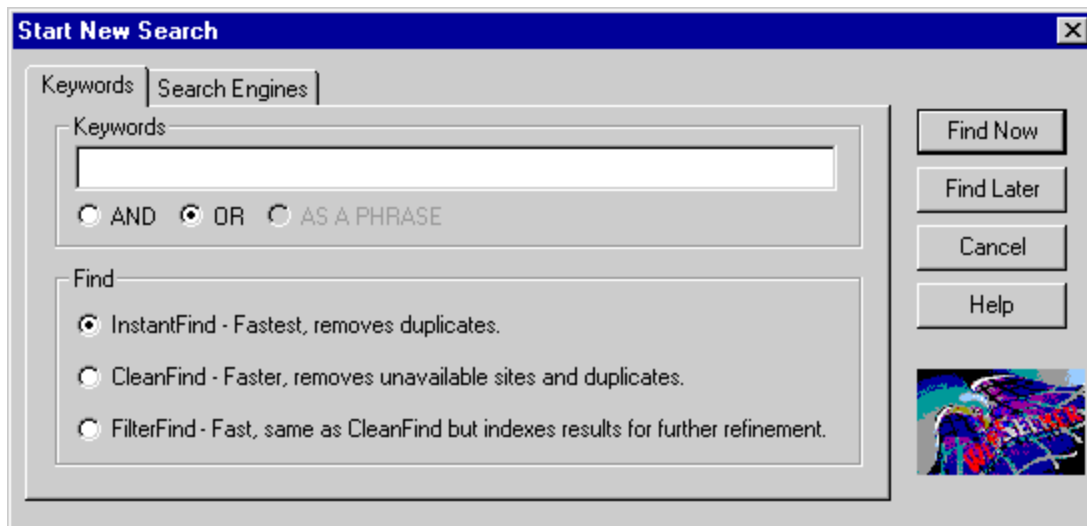 Start New Search
Keywords
Search Engines
Keywords
AND
OR
AS A PHRASE
Find
InstantFind - Fastest, removes duplicates.
CleanFind - Faster, removes unavailable sites and duplicates.
FilterFind - Fast, same as CleanFind but indexes results for further refinement.
Find Now
Find Later
Cancel
Help